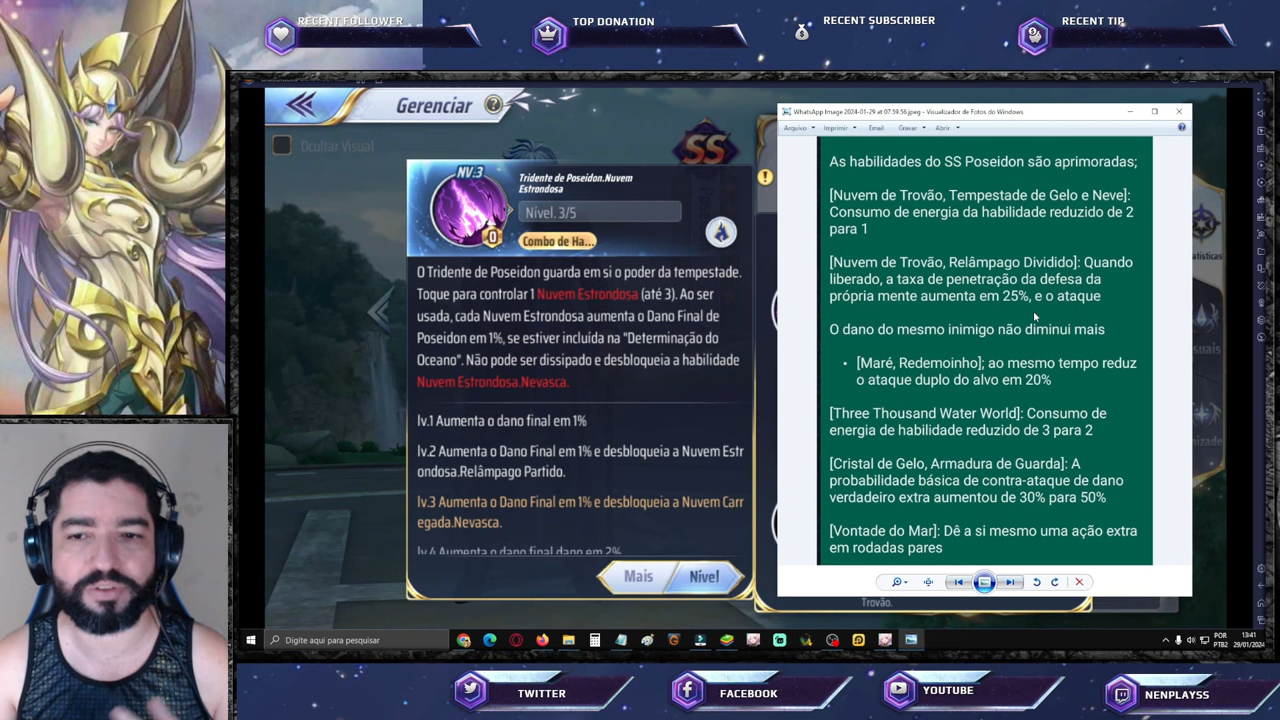 RECENT FOLLOWER
TOP DONATION
RECENT SUBSCRIBER
RECENT TIP
Gerenciar
?
Ocultar Visual
SS
NV.3
0
Tridente de Poseidon.Nuvem
Estrondosa
Nível. 3/5
Combo de Ha...
O Tridente de Poseidon guarda em si o poder da tempestade.
Toque para controlar 1 Nuvem Estrondosa (até 3). Ao ser
usada, cada Nuvem Estrondosa aumenta o Dano Final de
Poseidon em 1%, se estiver incluída na "Determinação do
Oceano". Não pode ser dissipado e desbloqueia a habilidade
Nuvem Estrondosa.Nevasca.
lv.1 Aumenta o dano final em 1%
lv.2 Aumenta o Dano Final em 1% e desbloqueia a Nuvem Estr
ondosa.Relâmpago Partido.
lv.3 Aumenta o Dano Final em 1% e desbloqueia a Nuvem Carr
egada.Nevasca.
lv.4 Aumenta o dano final dano em 2%
Mais
Nível
WhatsApp Image 2024-01-29 at 07.59.56.jpeg - Visualizador de Fotos do Windows
Arquivo
Imprimir
Email
Gravar
Abrir
As habilidades do SS Poseidon são aprimoradas;
[Nuvem de Trovão, Tempestade de Gelo e Neve]:
Consumo de energia da habilidade reduzido de 2
para 1
[Nuvem de Trovão, Relâmpago Dividido]: Quando
liberado, a taxa de penetração da defesa da
própria mente aumenta em 25%, e o ataque
O dano do mesmo inimigo não diminui mais
• [Maré, Redemoinho]; ao mesmo tempo reduz
o ataque duplo do alvo em 20%
[Three Thousand Water World]: Consumo de
energia de habilidade reduzido de 3 para 2
[Cristal de Gelo, Armadura de Guarda]: A
probabilidade básica de contra-ataque de dano
verdadeiro extra aumentou de 30% para 50%
[Vontade do Mar]: Dê a si mesmo uma ação extra
em rodadas pares
Trovão.
Digite aqui para pesquisar
POR
PTB2
13:41
29/01/2024
TWITTER
FACEBOOK
YOUTUBE
NENPLAYSS